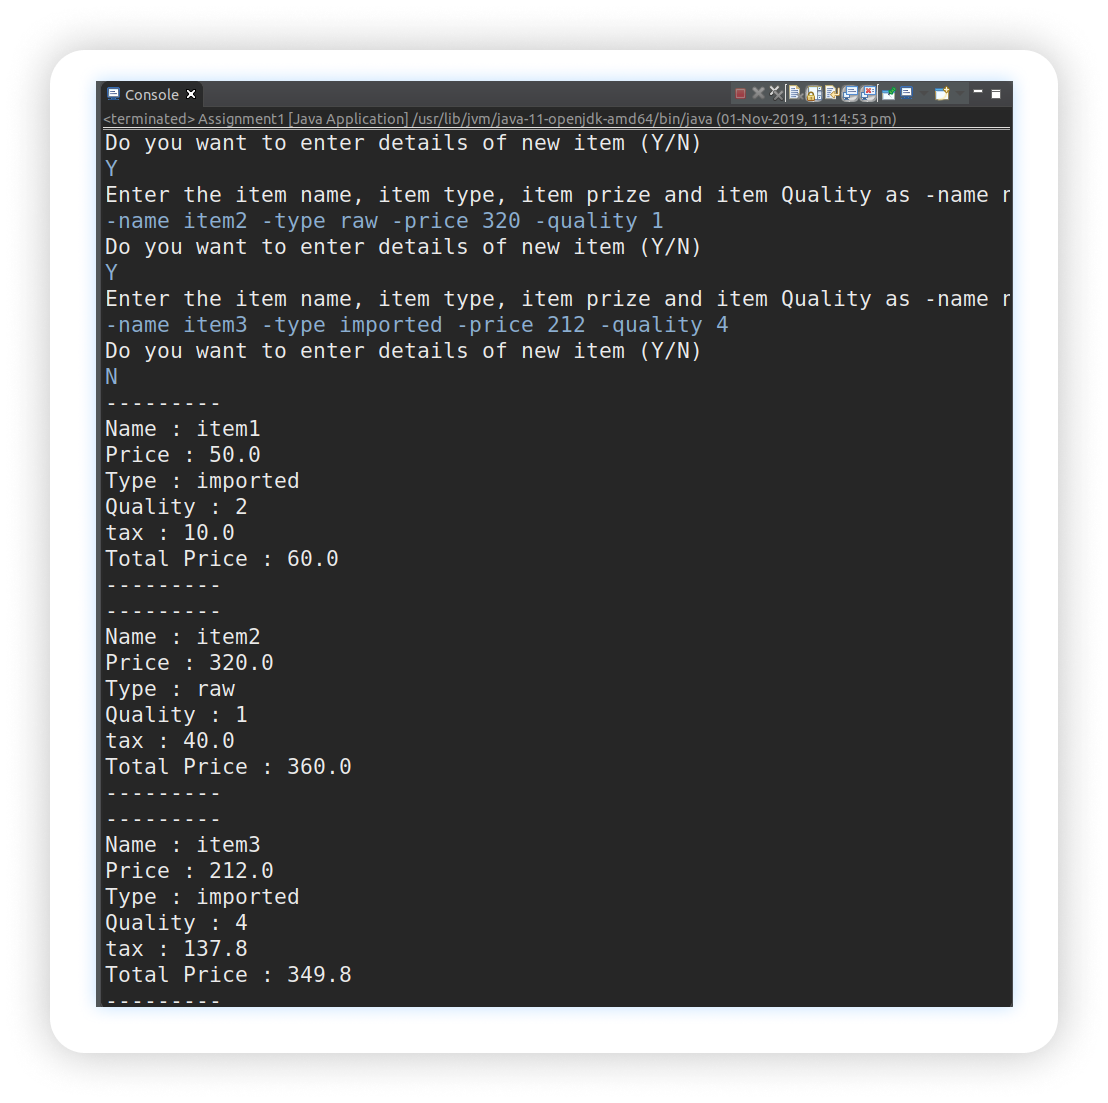 Console
<terminated> Assignment1 [Java Application] /usr/lib/jvm/java-11-openjdk-amd64/bin/java (01-Nov-2019, 11:14:53 pm)
Do you want to enter details of new item (Y/N)
Y
Enter the item name, item type, item prize and item Quality as -name
-name item2 -type raw -price 320 -quality 1
Do you want to enter details of new item (Y/N)
Y
Enter the item name, item type, item prize and item Quality as -name
-name item3 -type imported -price 212 -quality 4
Do you want to enter details of new item (Y/N)
N
---------
Name : item1
Price : 50.0
Type : imported
Quality : 2
tax : 10.0
Total Price : 60.0
---------
---------
Name : item2
Price : 320.0
Type : raw
Quality : 1
tax : 40.0
Total Price : 360.0
---------
---------
Name : item3
Price : 212.0
Type : imported
Quality : 4
tax : 137.8
Total Price : 349.8
---------